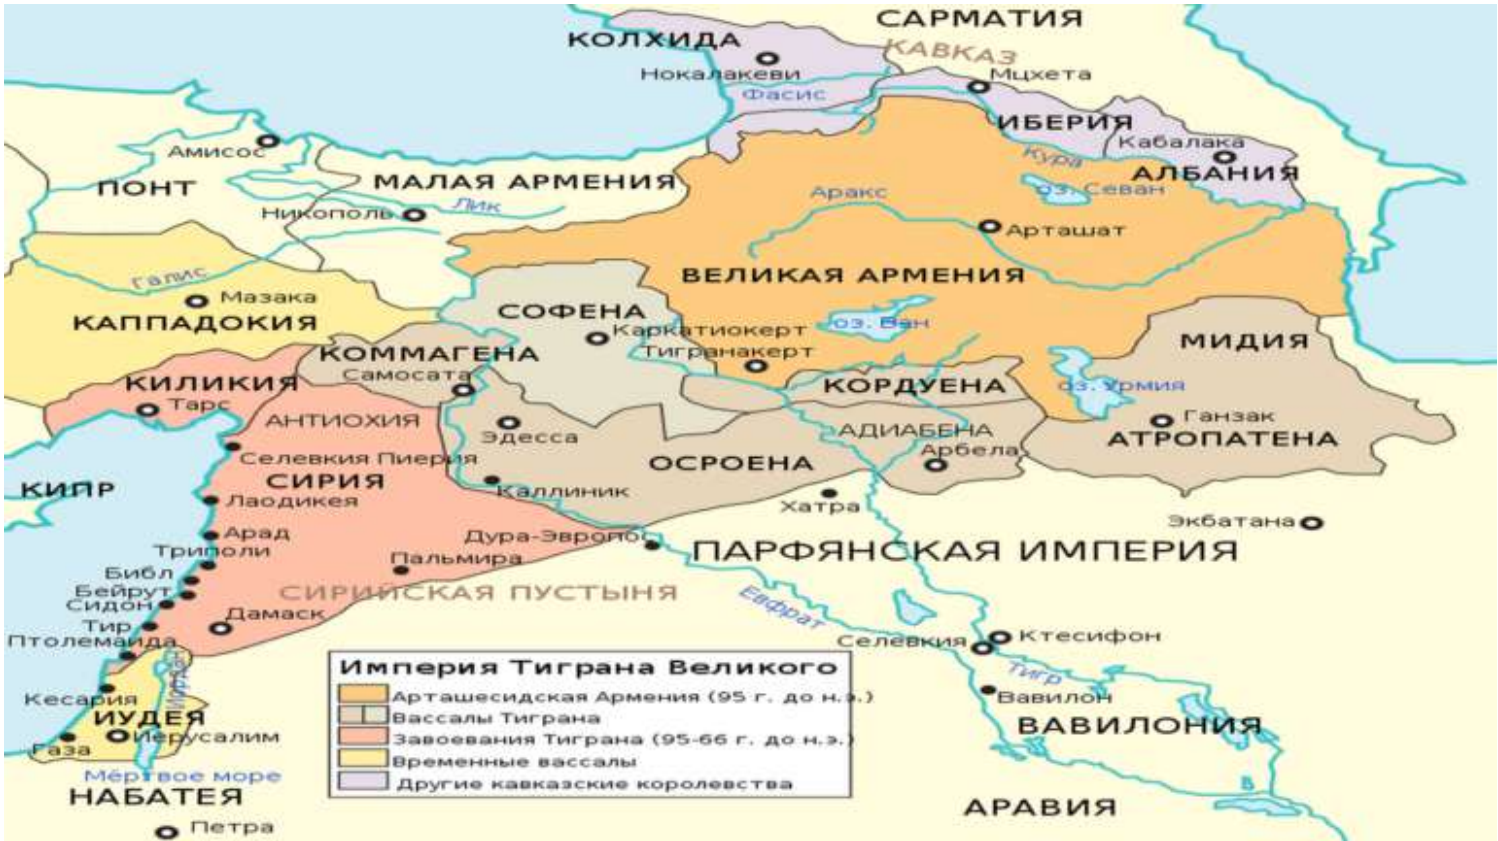 САРМАТИЯ
КОЛХИДА
КАВКАЗ
Нокалакеви
Мцхета
Фасис
ИБЕРИЯ
Кабалака
Амисос
Кура
АЛБАНИЯ
ПОНТ
МАЛАЯ АРМЕНИЯ
Аракс
оз. Севан
Никополь
Лик
Арташат
Галис
ВЕЛИКАЯ АРМЕНИЯ
Мазака
СОФЕНА
КАППАДОКИЯ
Каркатиокерт
оз. Ван
МИДИЯ
КОММАГЕНА
Тигранакерт
Самосата
КИЛИКИЯ
КОРДУЕНА
оз. Урмия
Тарс
АНТИОХИЯ
Ганзак
Эдесса
АДИАБЕНА
АТРОПАТЕНА
Селевкия Пиерия
ОСРОЕНА
Арбела
КИПР
СИРИЯ
Каллиник
Лаодикея
Хатра
Экбатана
Арад
Дура-Эвропос
Триполи
Пальмира
ПАРФЯНСКАЯ ИМПЕРИЯ
Библ
Бейрут
СИРИЙСКАЯ ПУСТЫНЯ
Сидон
Евфрат
Дамаск
Тир
Птолемаида
Селевкия
Ктесифон
Иордан
Тигр
Кесария
Вавилон
ИУДЕЯ
ВАВИЛОНИЯ
Иерусалим
Газа
Мёртвое море
НАБАТЕЯ
АРАВИЯ
Петра
Империя Тиграна Великого
Арташесидская Армения (95 г. до н.э.)
Вассалы Тиграна
Завоевания Тиграна (95-66 г. до н.э.)
Временные вассалы
Другие кавказские королевства